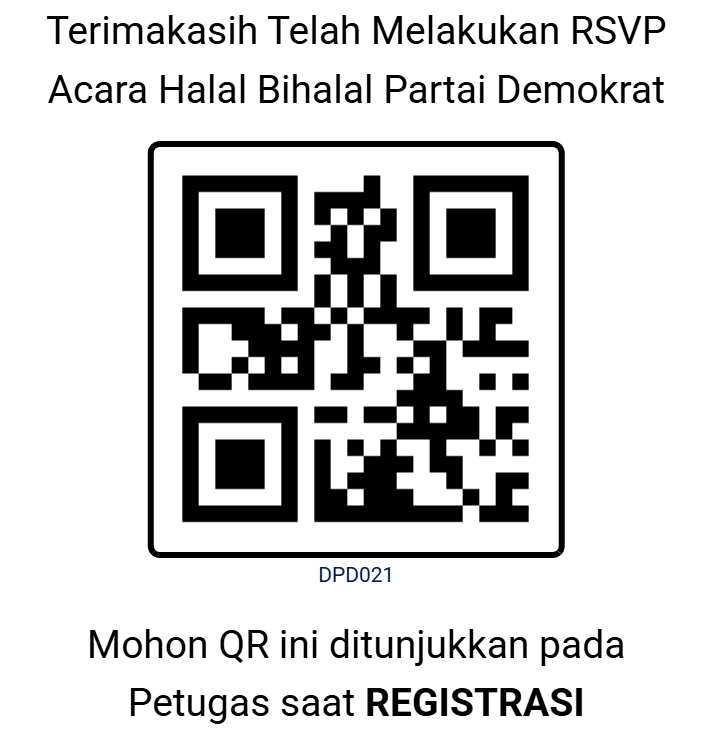 Terimakasih Telah Melakukan RSVP
Acara Halal Bihalal Partai Demokrat
DPD021
Mohon QR ini ditunjukkan pada
Petugas saat REGISTRASI